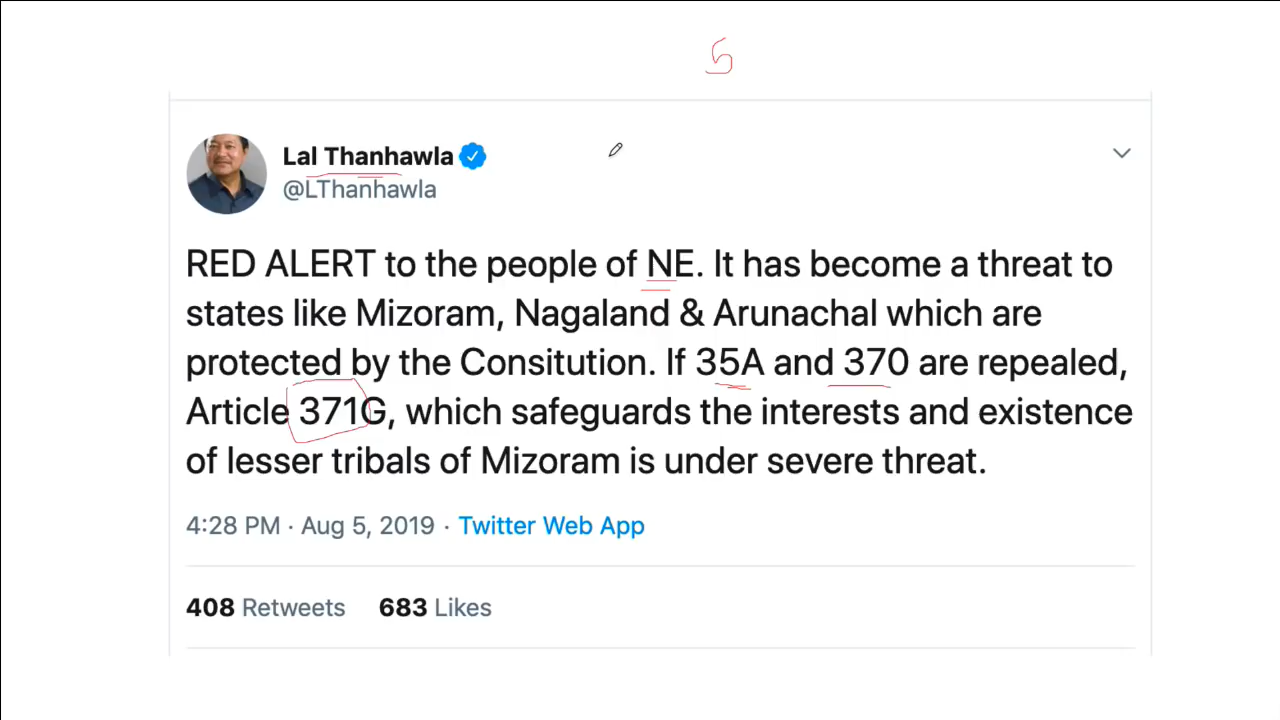 5
Lal Thanhawla
@LThanhawla
RED ALERT to the people of NE. It has become a threat to
states like Mizoram, Nagaland & Arunachal which are
protected by the Consitution. If 35A and 370 are repealed,
Article 371G, which safeguards the interests and existence
of lesser tribals of Mizoram is under severe threat.
4:28 PM · Aug 5, 2019 · Twitter Web App
408 Retweets 683 Likes